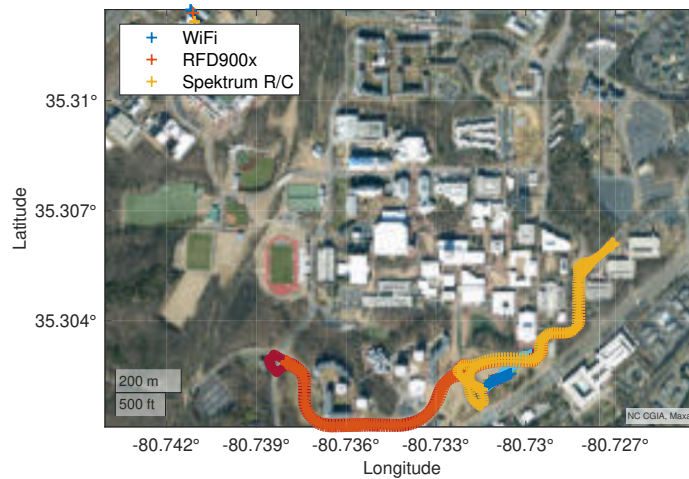 WiFi
RFD900x
Spektrum R/C
35.31°
35.307°
35.304°
Latitude
200 m
500 ft
NC CGIA, Maxa
-80.742°
-80.739°
-80.736°
-80.733°
-80.73°
-80.727°
Longitude